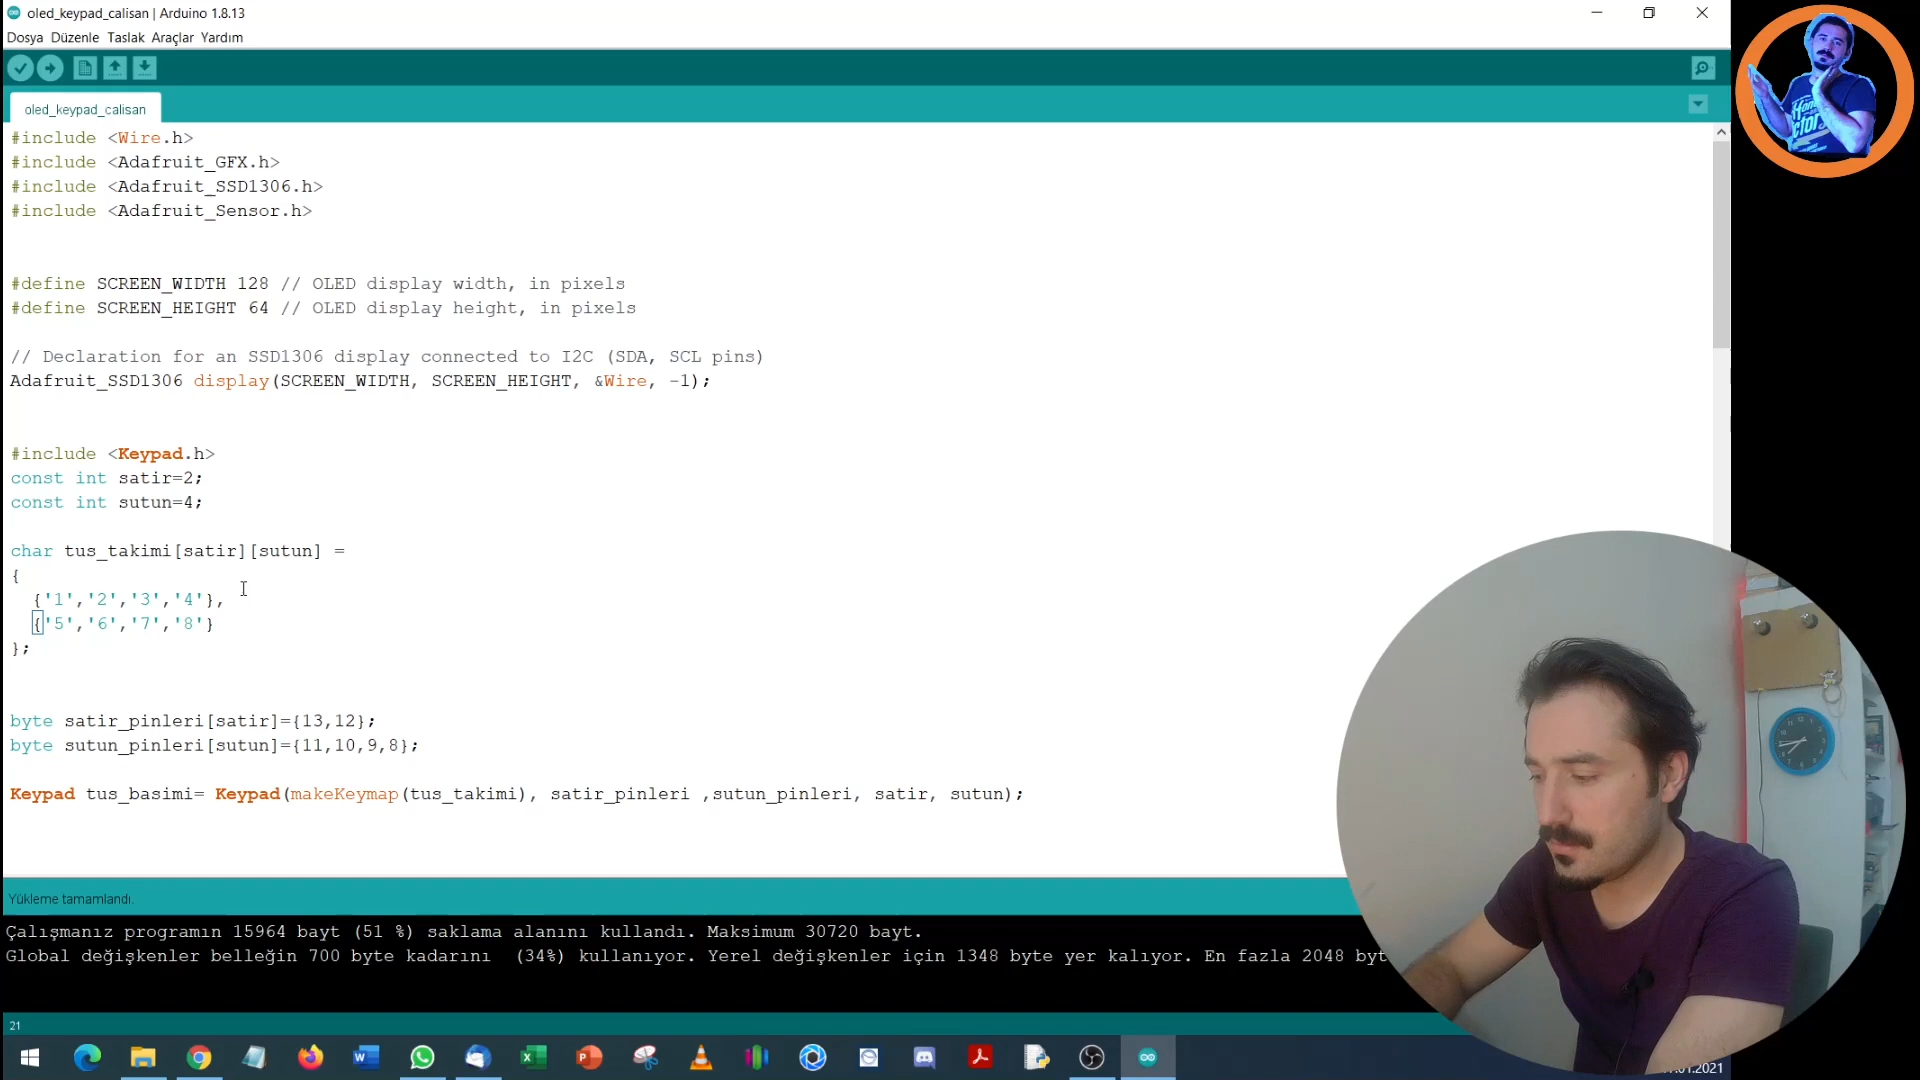 oled_keypad_calisan | Arduino 1.8.13
Dosya Düzenle Taslak Araçlar Yardım
oled_keypad_calisan
#include <Wire.h>
#include <Adafruit_GFX.h>
#include <Adafruit_SSD1306.h>
#include <Adafruit_Sensor.h>
#define SCREEN_WIDTH 128 // OLED display width, in pixels
#define SCREEN_HEIGHT 64 // OLED display height, in pixels
// Declaration for an SSD1306 display connected to I2C (SDA, SCL pins)
Adafruit_SSD1306 display(SCREEN_WIDTH, SCREEN_HEIGHT, &Wire, -1);
#include <Keypad.h>
const int satir=2;
const int sutun=4;
char tus_takimi[satir][sutun] =
{
{'1','2','3','4'},
{'5','6','7','8'}
};
byte satir_pinleri[satir]={13,12};
byte sutun_pinleri[sutun]={11,10,9,8};
Keypad tus_basimi= Keypad(makeKeymap(tus_takimi), satir_pinleri ,sutun_pinleri, satir, sutun);
Yükleme tamamlandı.
Çalışmanız programın 15964 bayt (51 %) saklama alanını kullandı. Maksimum 30720 bayt.
Global değişkenler belleğin 700 byte kadarını (34%) kullanıyor. Yerel değişkenler için 1348 byte yer kalıyor. En fazla 2048 byt
21
.01.2021